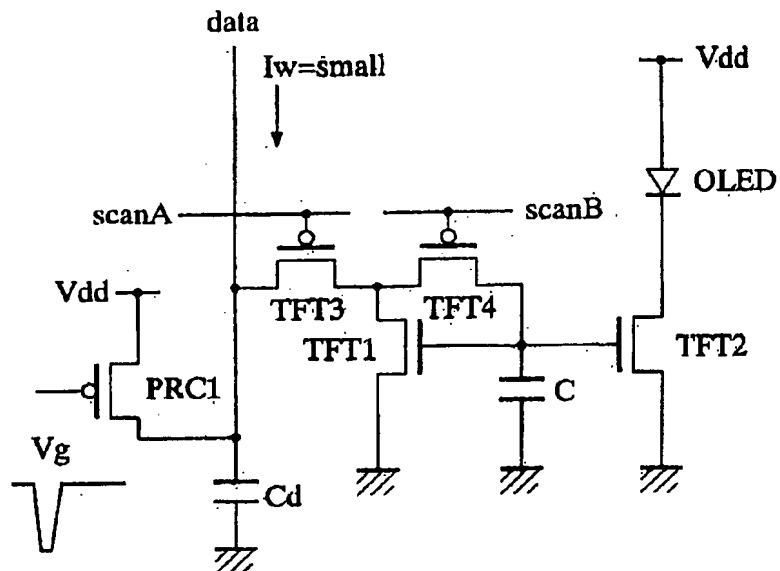 data
Iw=small
Vdd
OLED
scanA
scanB
Vdd
TFT3
TFT4
TFT1
TFT2
PRC1
C
Vg
Cd